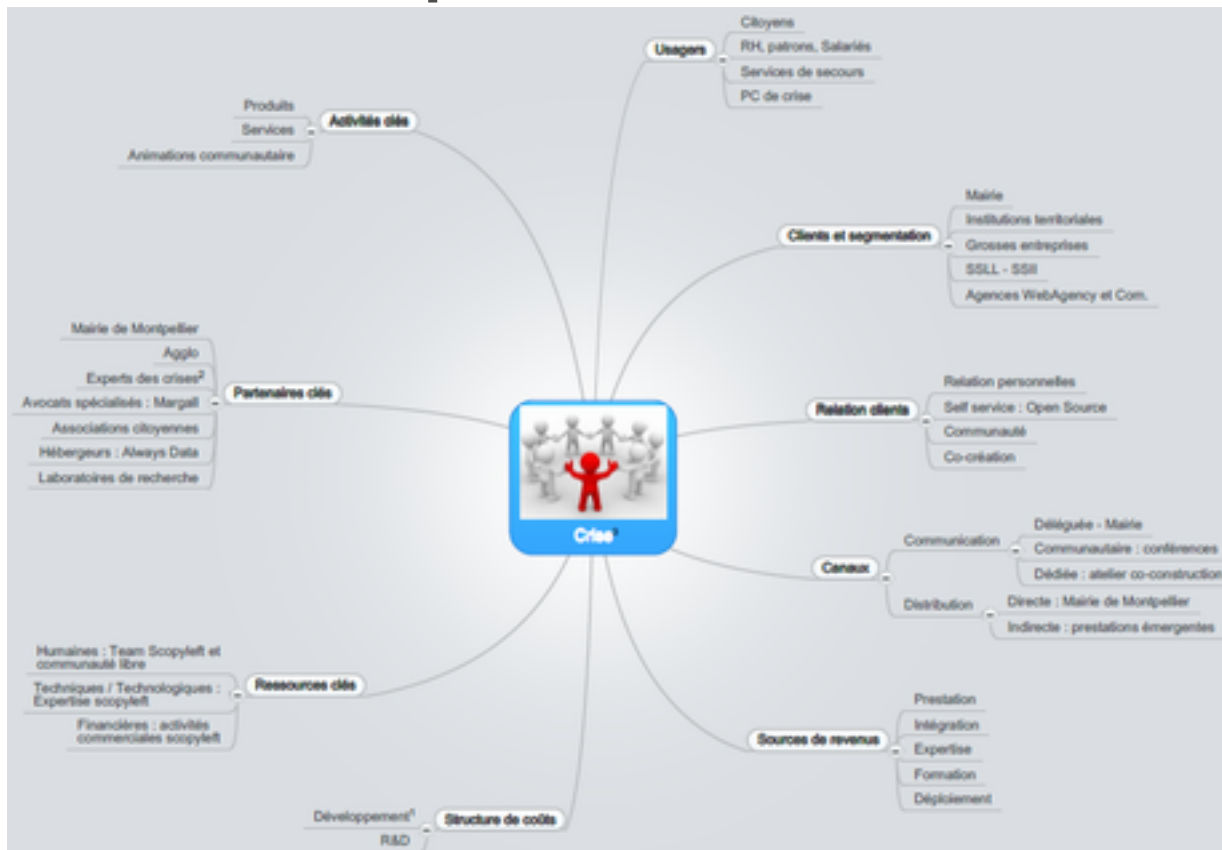 Usagers
Citoyens
RH, patrons, Salariés
Services de secours
PC de crise
Activités clés
Produits
Services
Animations communautaire
Clients et segmentation
Mairie
Institutions territoriales
Grosses entreprises
SSLL - SSII
Agences WebAgency et Com.
Partenaires clés
Mairie de Montpellier
Agglo
Experts des crises²
Avocats spécialisés : Margall
Associations citoyennes
Hébergeurs : Always Data
Laboratoires de recherche
Relation clients
Relation personnelles
Self service : Open Source
Communauté
Co-création
Crise
Canaux
Communication
Déléguée - Mairie
Communautaire : conférences
Dédiée : atelier co-construction
Distribution
Directe : Mairie de Montpellier
Indirecte : prestations émergentes
Ressources clés
Humaines : Team Scopyleft et
communauté libre
Techniques / Technologiques :
Expertise scopyleft
Financières : activités
commerciales scopyleft
Sources de revenus
Prestation
Intégration
Expertise
Formation
Déploiement
Structure de coûts
Développement
R&D